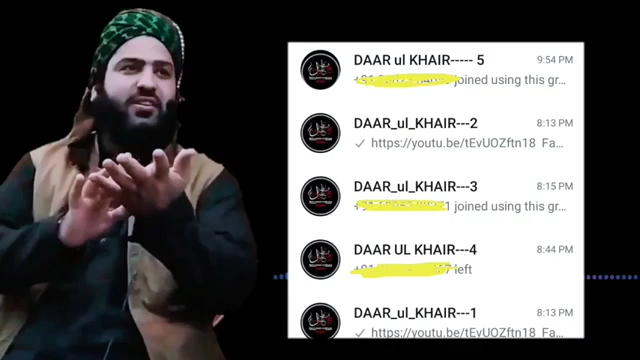 DAAR ul KHAIR----- 5
9:54 PM
joined using this gr...
DAAR_ul_KHAIR---2
8:13 PM
https://youtu.be/tEvUOZftn18 Fa...
DAAR_ul_KHAIR---3
8:15 PM
joined using this gr...
DAAR UL KHAIR---4
8:44 PM
left
DAAR_ul_KHAIR---1
8:13 PM
https://youtu.be/tEvUOZftn18 Fa...